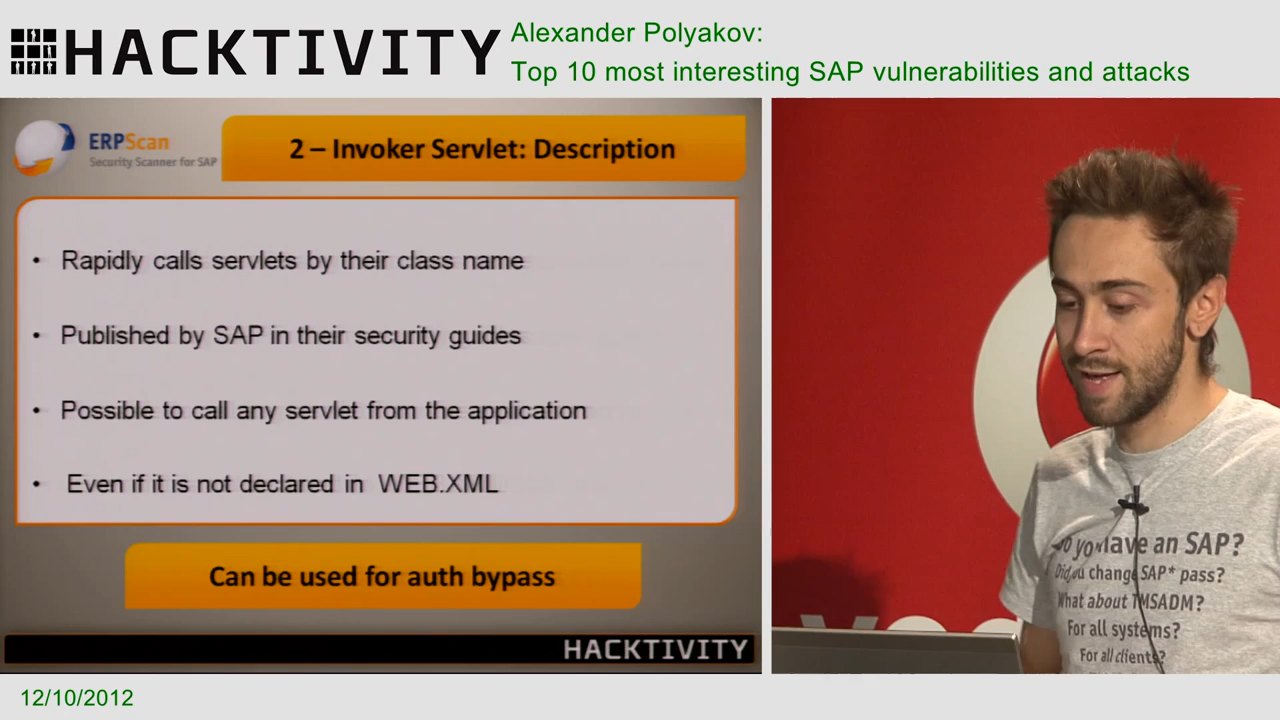 HACKTIVITY
Alexander Polyakov:
Top 10 most interesting SAP vulnerabilities and attacks
ERPScan
Security Scanner for SAP
2 – Invoker Servlet: Description
• Rapidly calls servlets by their class name
• Published by SAP in their security guides
• Possible to call any servlet from the application
• Even if it is not declared in WEB.XML
Can be used for auth bypass
HACKTIVITY
Do you have an SAP?
Did you change SAP* pass?
What about TMSADM?
For all systems?
For all clients?
12/10/2012